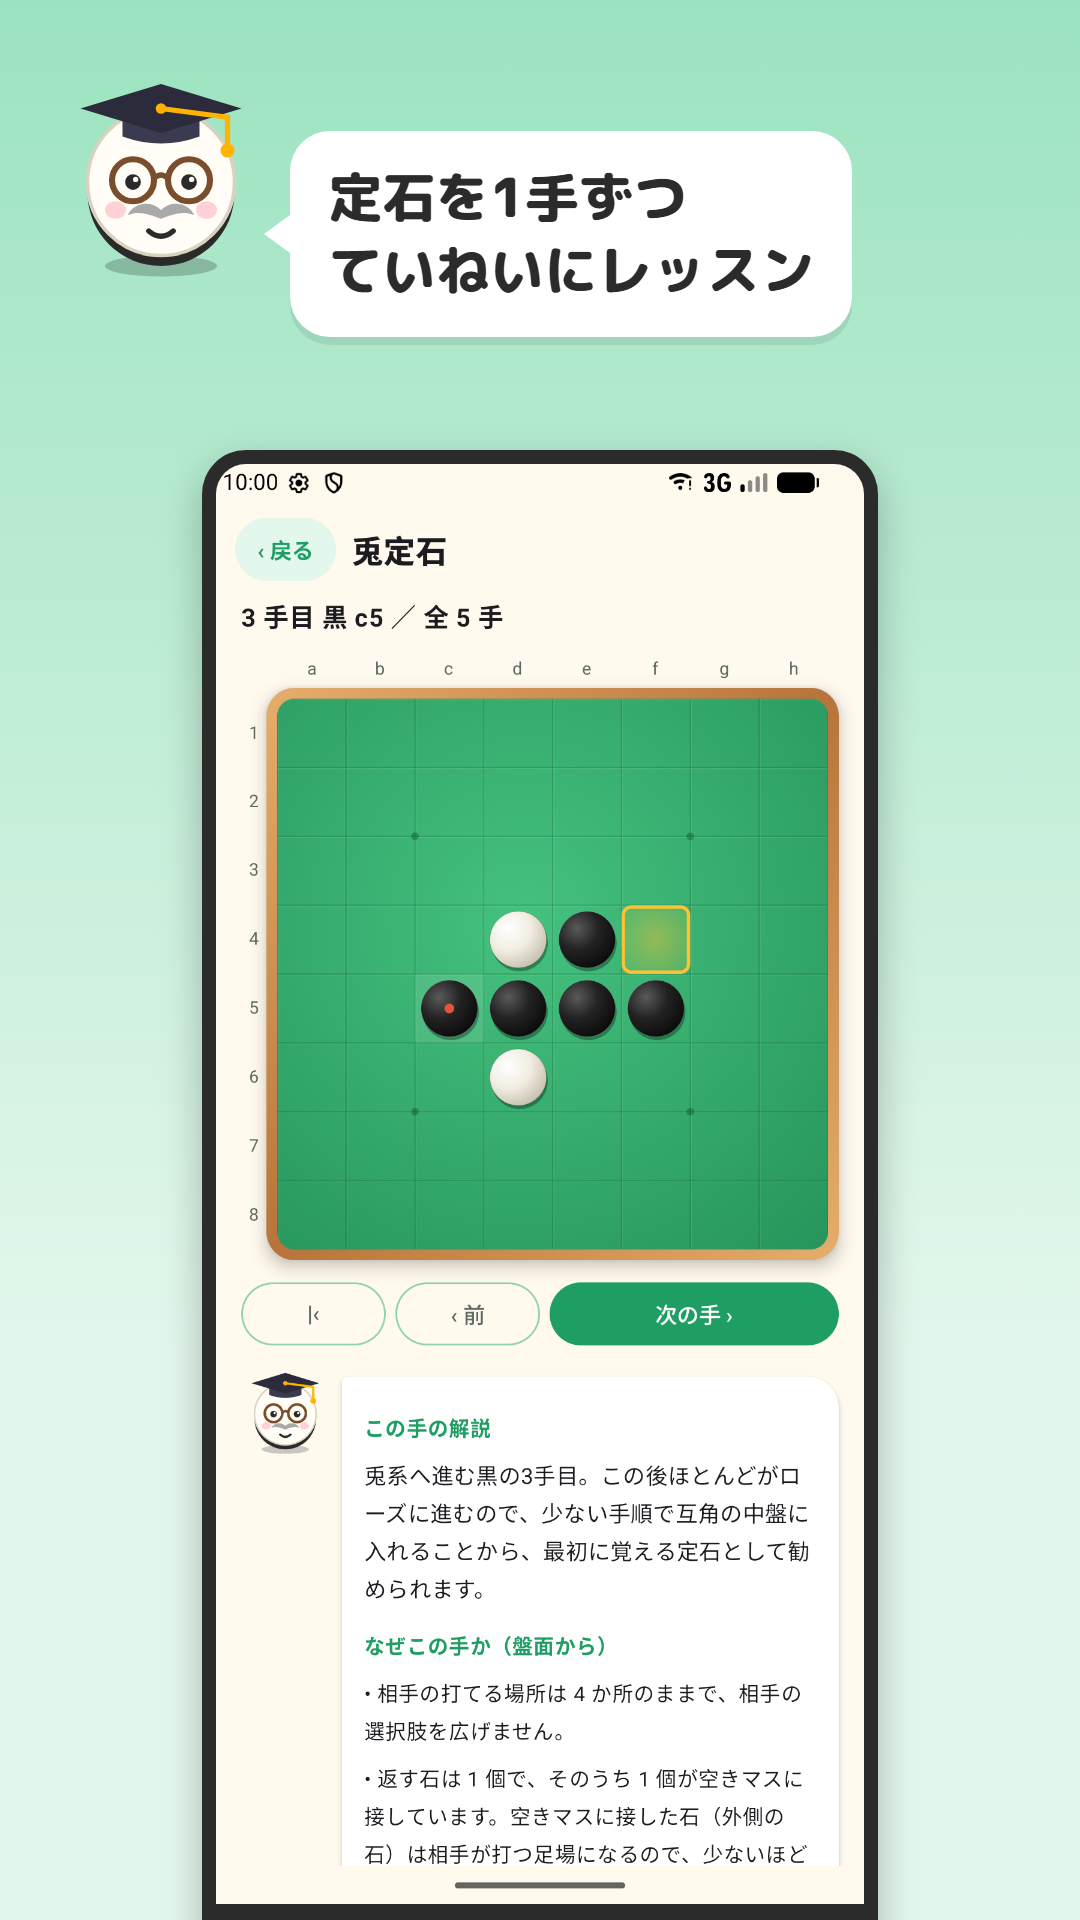 定石を1手ずつ
ていねいにレッスン
10:00
3G
‹ 戻る
兎定石
3 手目 黒 c5 ／ 全 5 手
a b c d e f g h
1
2
3
4
5
6
7
8
|‹
‹ 前
次の手 ›
この手の解説
兎系へ進む黒の3手目。この後ほとんどがロ
ーズに進むので、少ない手順で互角の中盤に
入れることから、最初に覚える定石として勧
められます。
なぜこの手か（盤面から）
・相手の打てる場所は 4 か所のままで、相手の
選択肢を広げません。
・返す石は 1 個で、そのうち 1 個が空きマスに
接しています。空きマスに接した石（外側の
石）は相手が打つ足場になるので、少ないほど